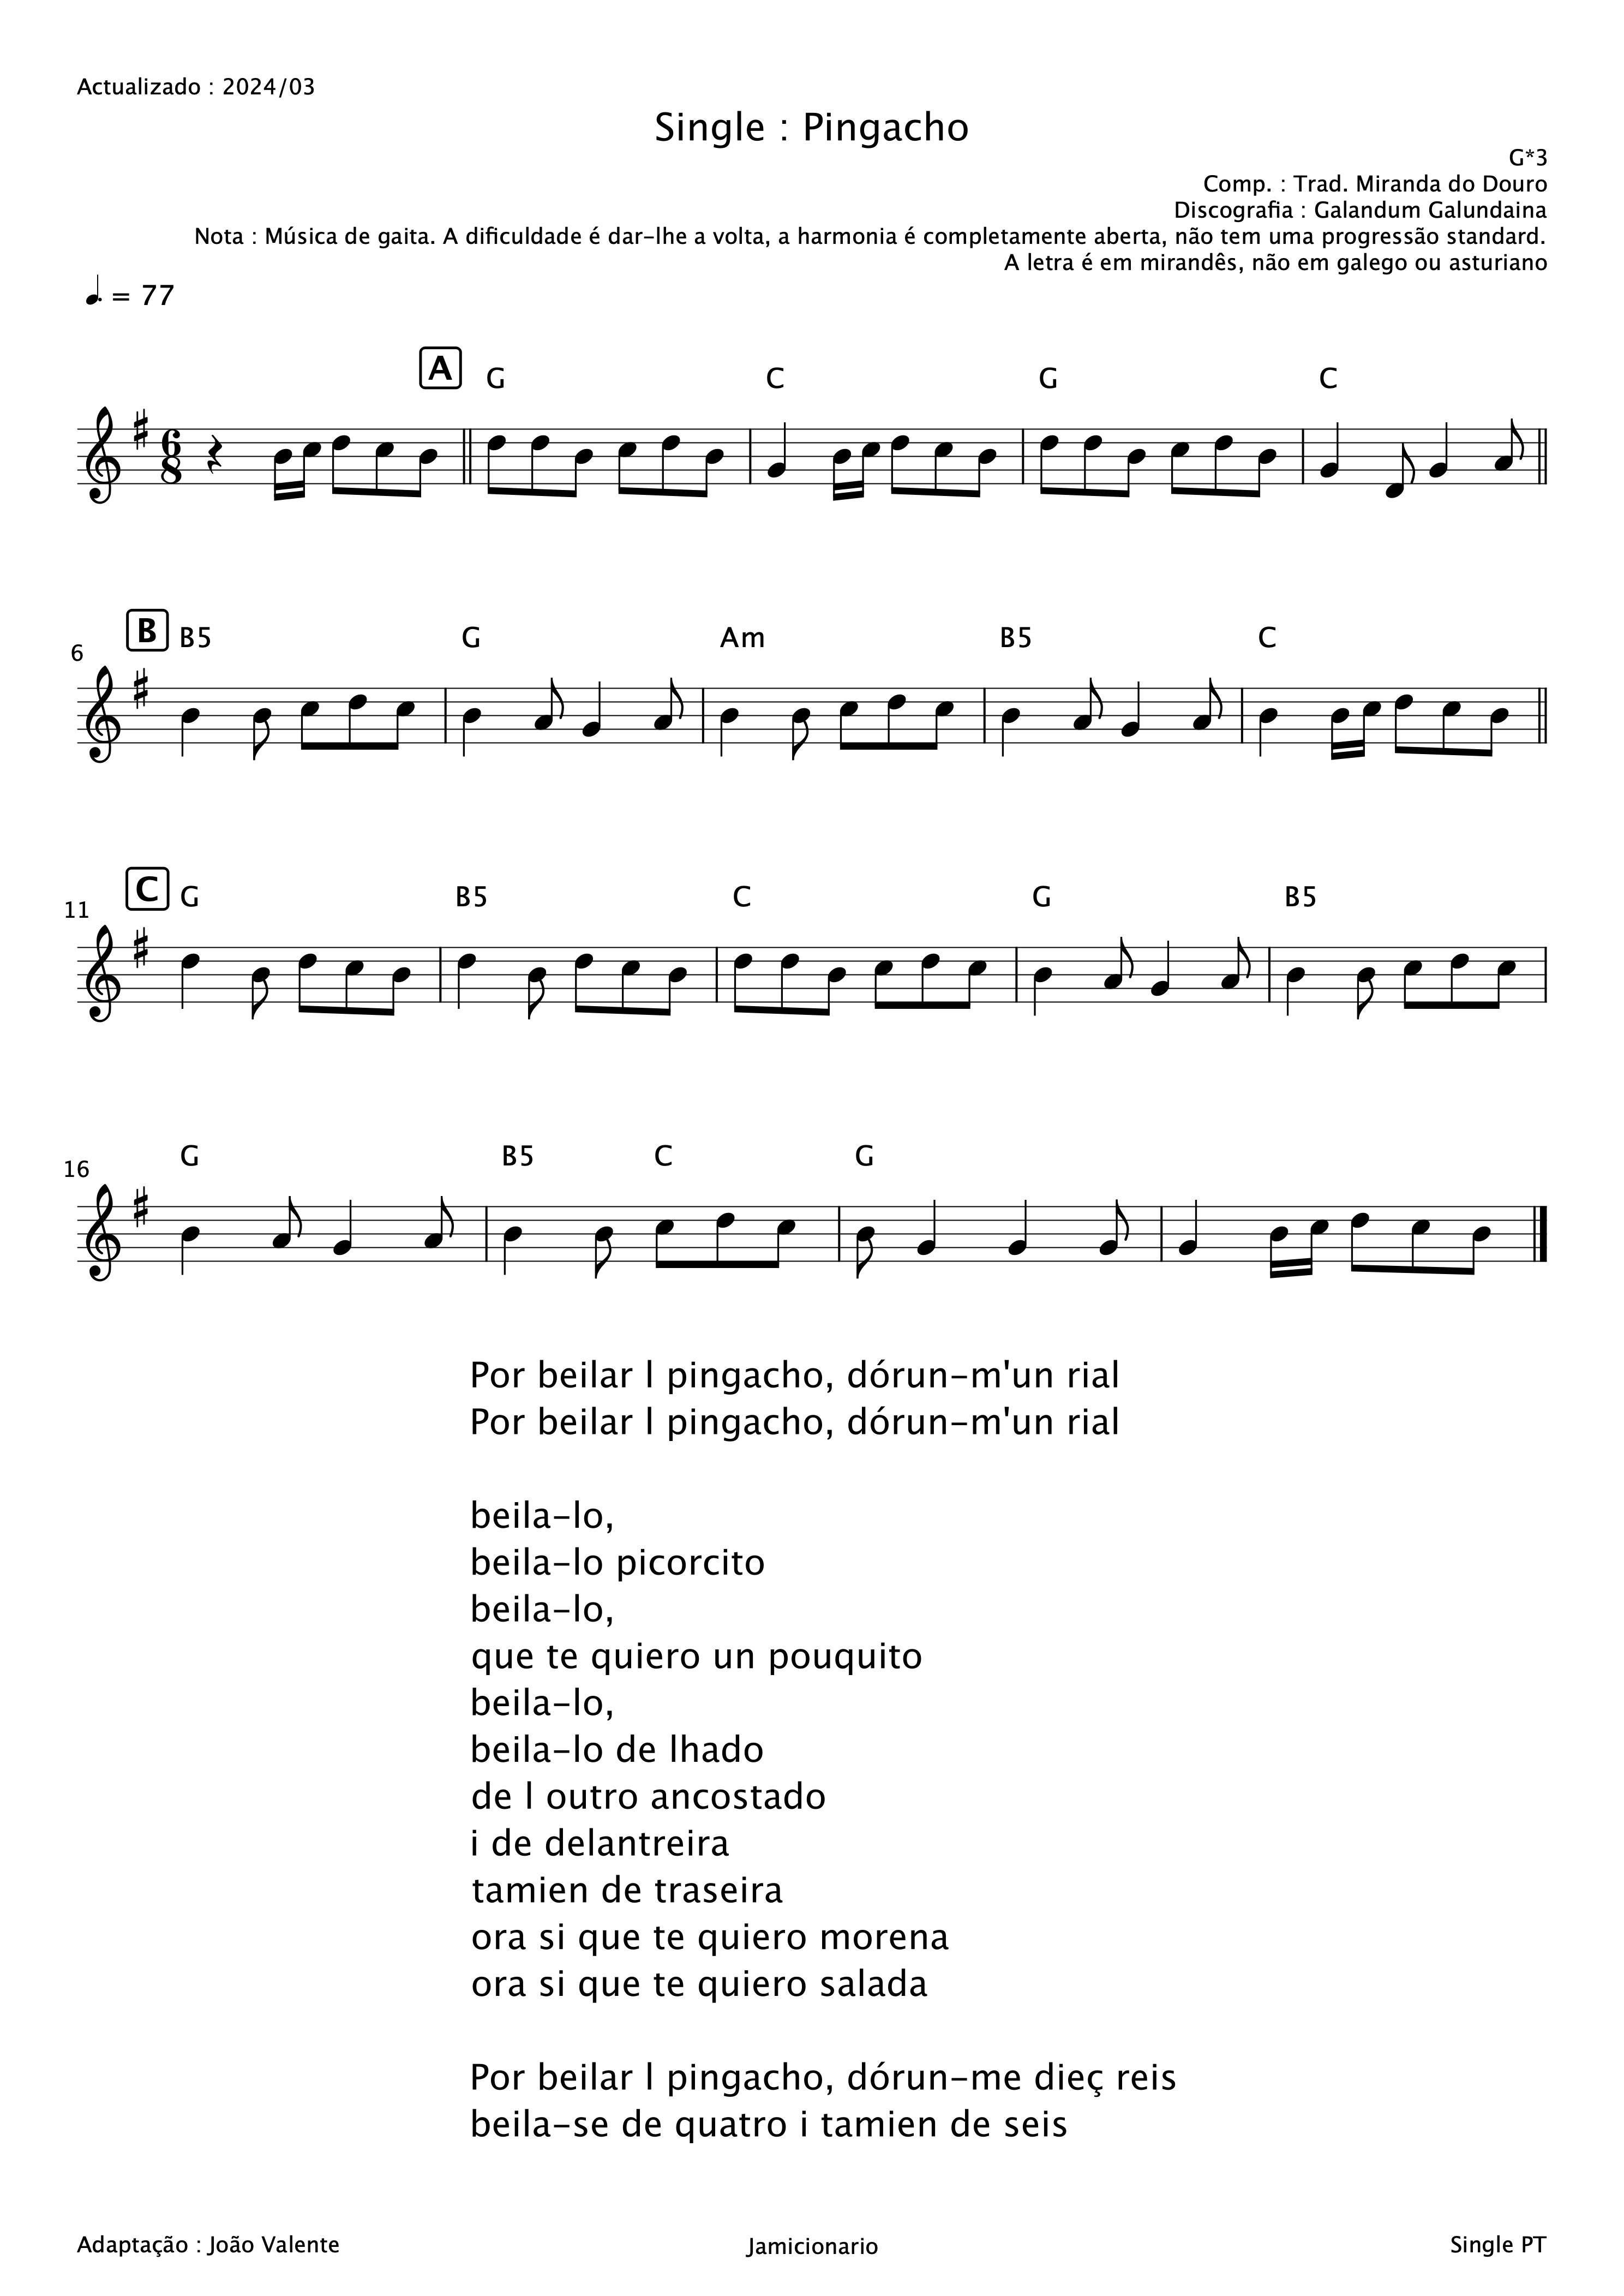 Actualizado : 2024/03
Single : Pingacho
G*3
Comp. : Trad. Miranda do Douro
Discografia : Galandum Galundaina
Nota : Música de gaita. A dificuldade é dar-lhe a volta, a harmonia é completamente aberta, não tem uma progressão standard.
A letra é em mirandês, não em galego ou asturiano
= 77
A G C G C
6 8
B B5 G Am B5 C
6
C G B5 C G B5
11
G B5 C G
16
Por beilar l pingacho, dórun-m'un rial
Por beilar l pingacho, dórun-m'un rial
beila-lo,
beila-lo picorcito
beila-lo,
que te quiero un pouquito
beila-lo,
beila-lo de lhado
de l outro ancostado
i de delantreira
tamien de traseira
ora si que te quiero morena
ora si que te quiero salada
Por beilar l pingacho, dórun-me dieç reis
beila-se de quatro i tamien de seis
Adaptação : João Valente
Jamicionario
Single PT